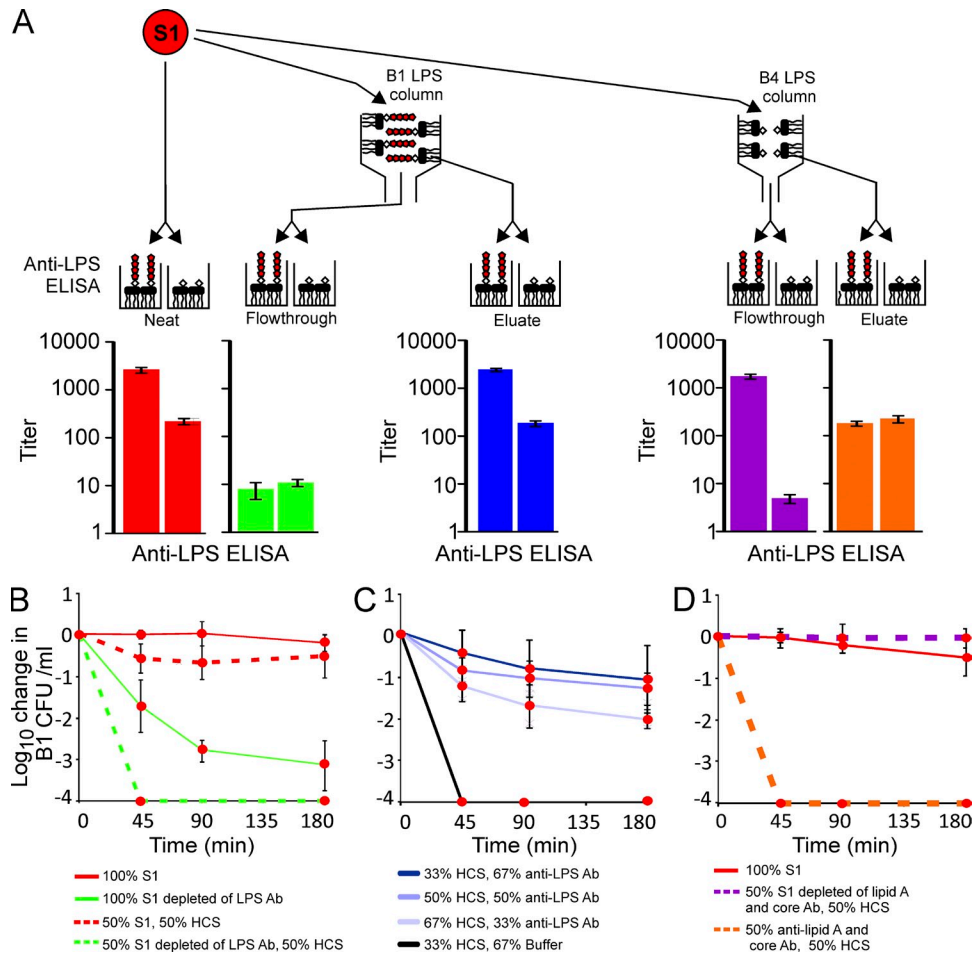 A
S1
B1 LPS
column
B4 LPS
column
Anti-LPS
ELISA
Neat
Flowthrough
Eluate
Flowthrough
Eluate
Titer
10000
1000
100
10
1
Anti-LPS ELISA
Titer
10000
1000
100
10
1
Anti-LPS ELISA
Titer
10000
1000
100
10
1
Anti-LPS ELISA
B
Log10 change in
B1 CFU /ml
1
0
-1
-2
-3
-4
0 45 90 135 180
Time (min)
100% S1
100% S1 depleted of LPS Ab
50% S1, 50% HCS
50% S1 depleted of LPS Ab, 50% HCS
C
1
0
-1
-2
-3
-4
0 45 90 135 180
Time (min)
33% HCS, 67% anti-LPS Ab
50% HCS, 50% anti-LPS Ab
67% HCS, 33% anti-LPS Ab
33% HCS, 67% Buffer
D
1
0
-1
-2
-3
-4
0 45 90 135 180
Time (min)
100% S1
50% S1 depleted of lipid A
and core Ab, 50% HCS
50% anti-lipid A and
core Ab, 50% HCS